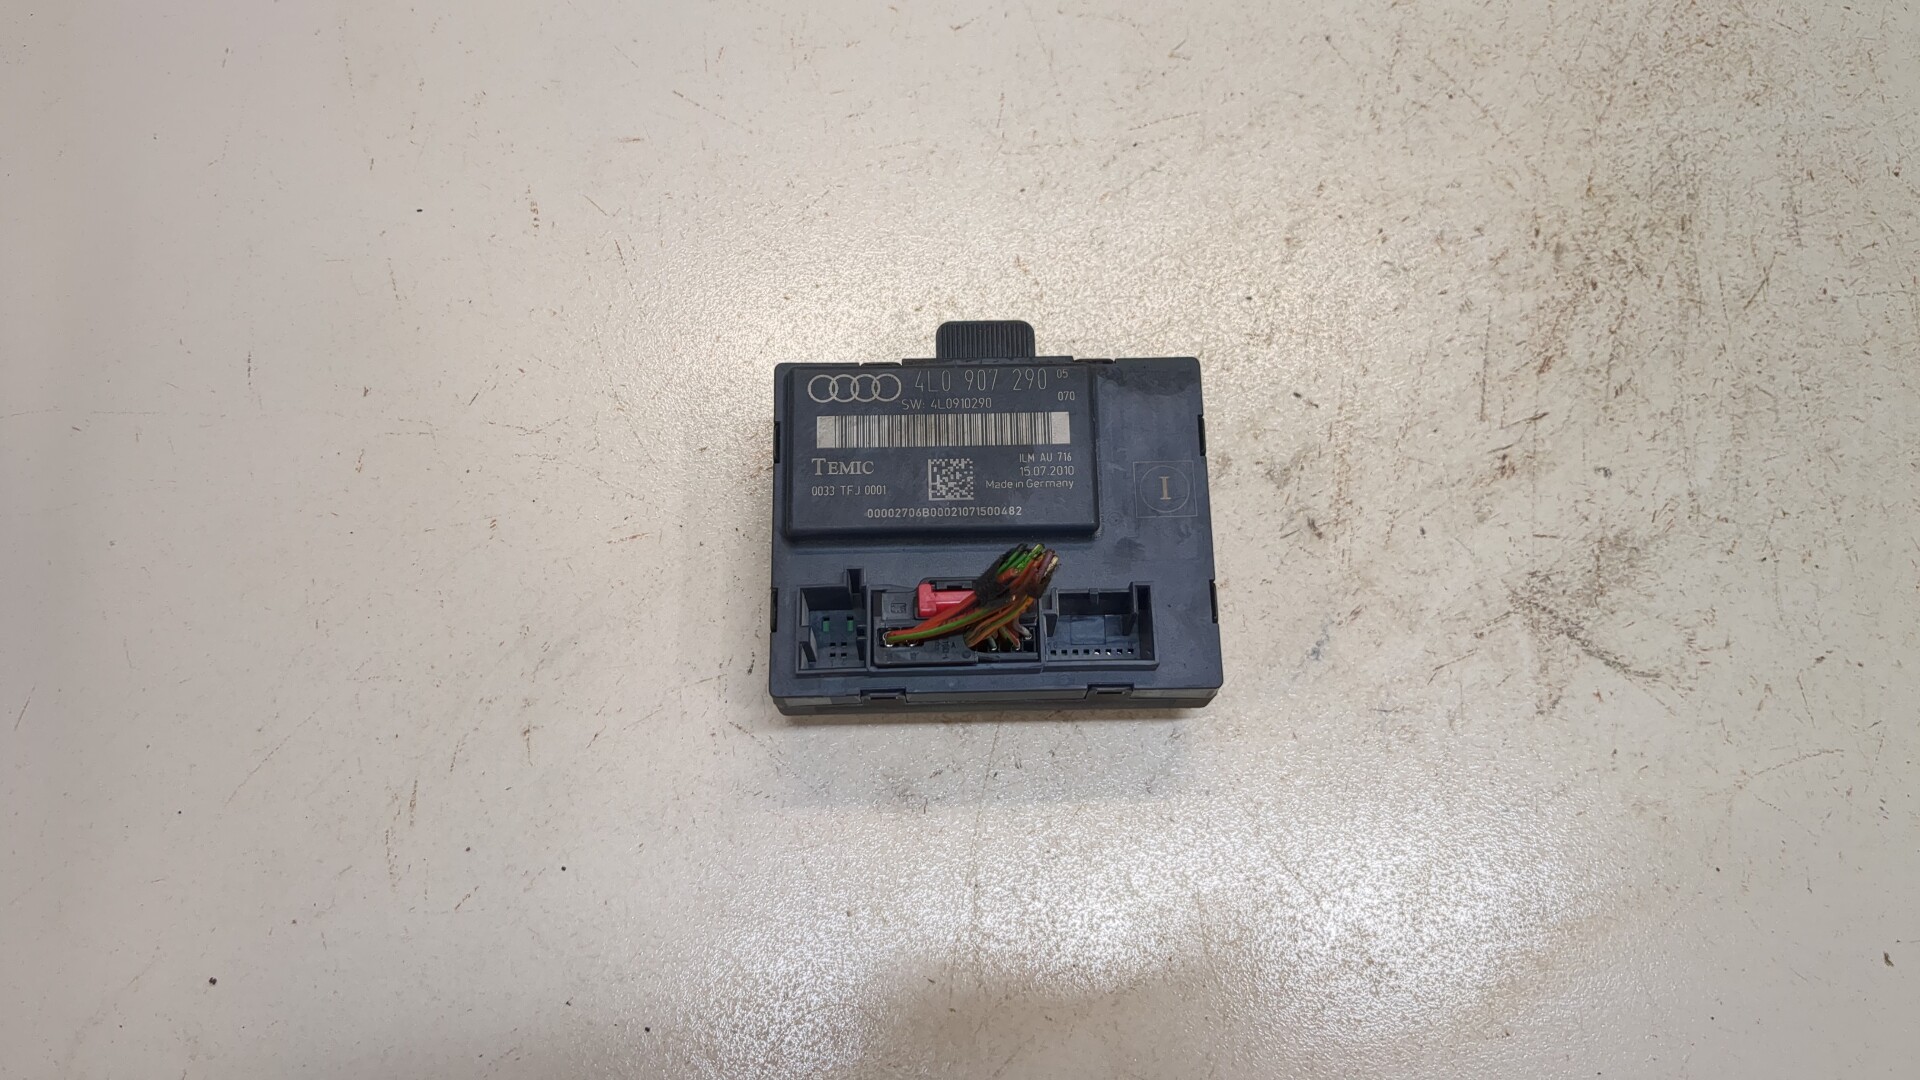 4L0 907 290 05
SW: 4L0910290 070
TEMIC
ILM AU 716
15.07.2010
0033 TFJ 0001
Made in Germany
00002706B00021071500482
I